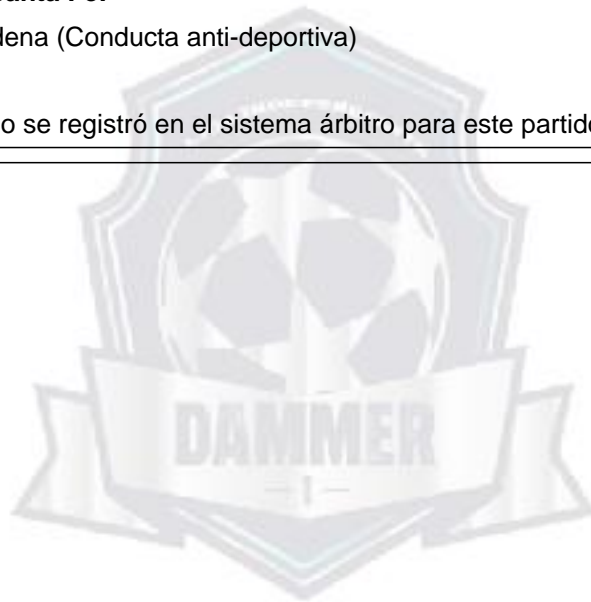 dena (Conducta anti-deportiva)
o se registró en el sistema árbitro para este partid
DAMMER